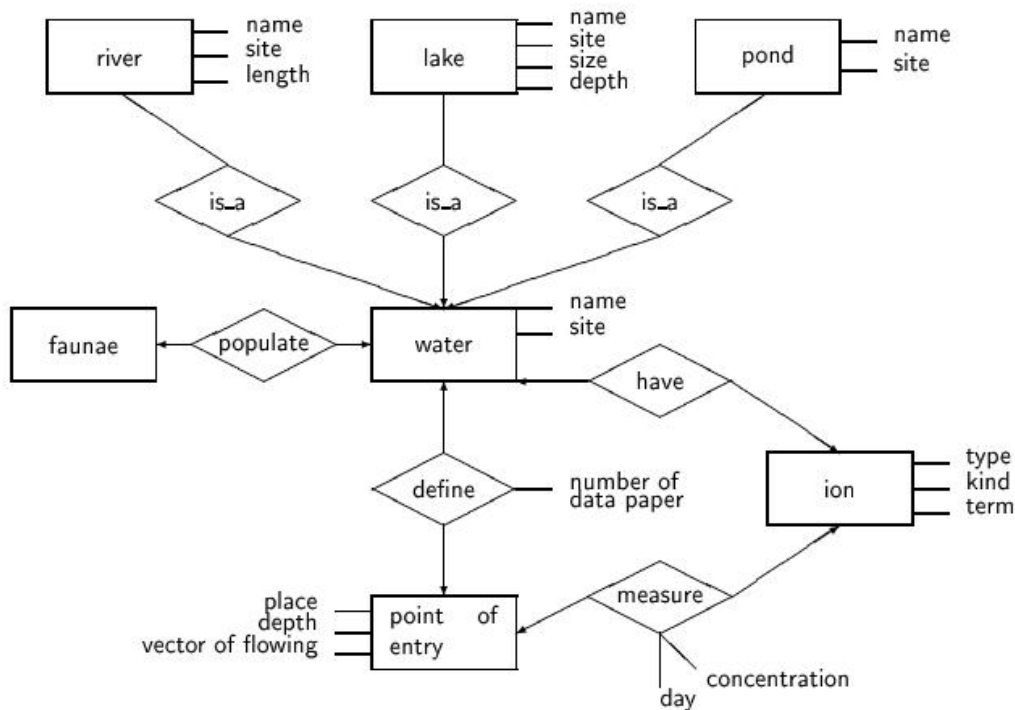 river
name
site
length
lake
name
site
size
depth
pond
name
site
is_a
is_a
is_a
faunae
populate
water
name
site
have
define
number of
data paper
ion
type
kind
term
place
depth
vector of flowing
point of
entry
measure
concentration
day